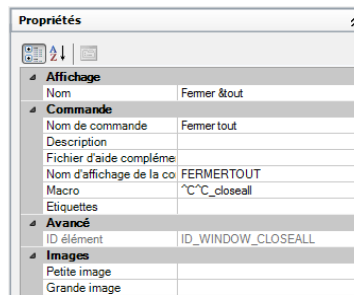 Propriétés
Affichage
Nom Fermer &tout
Commande
Nom de commande Fermer tout
Description
Fichier d'aide compléme
Nom d'affichage de la co FERMERTOUT
Macro ^C^C_closeall
Etiquettes
Avancé
ID élément ID_WINDOW_CLOSEALL
Images
Petite image
Grande image